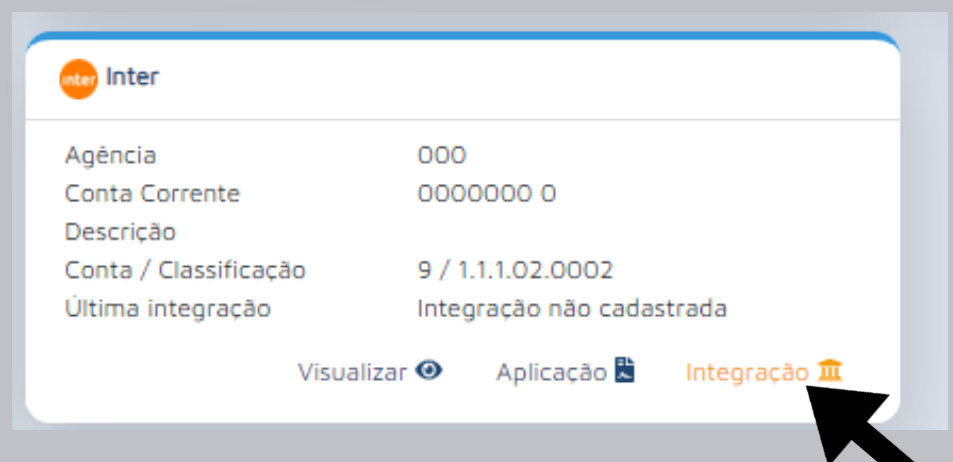 inter Inter
Agência 000
Conta Corrente 0000000 0
Descrição
Conta / Classificação 9 / 1.1.1.02.0002
Última integração Integração não cadastrada
Visualizar Aplicação Integração